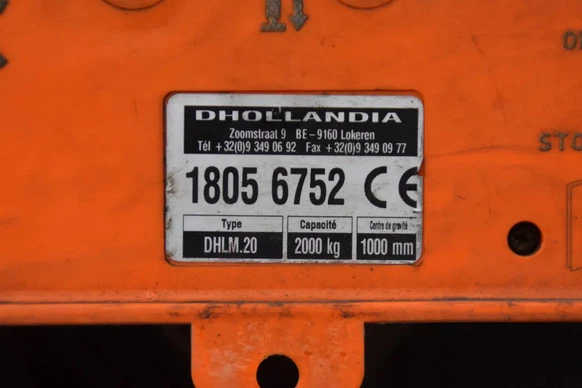 DHOLLANDIA
Zoomstraat 9 BE-9160 Lokeren
Tél +32(0)9 349 06 92 Fax +32(0)9 349 09 77
1805 6752 CE
Type Capacité Centre de gravité
DHLM.20 2000 kg 1000 mm